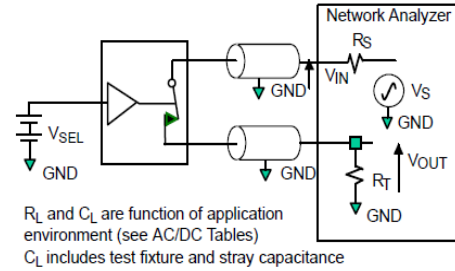 Network Analyzer
RS
VIN
GND
VS
GND
VSEL
GND
GND
VOUT
RT
GND
RL and CL are function of application
environment (see AC/DC Tables)
CL includes test fixture and stray capacitance